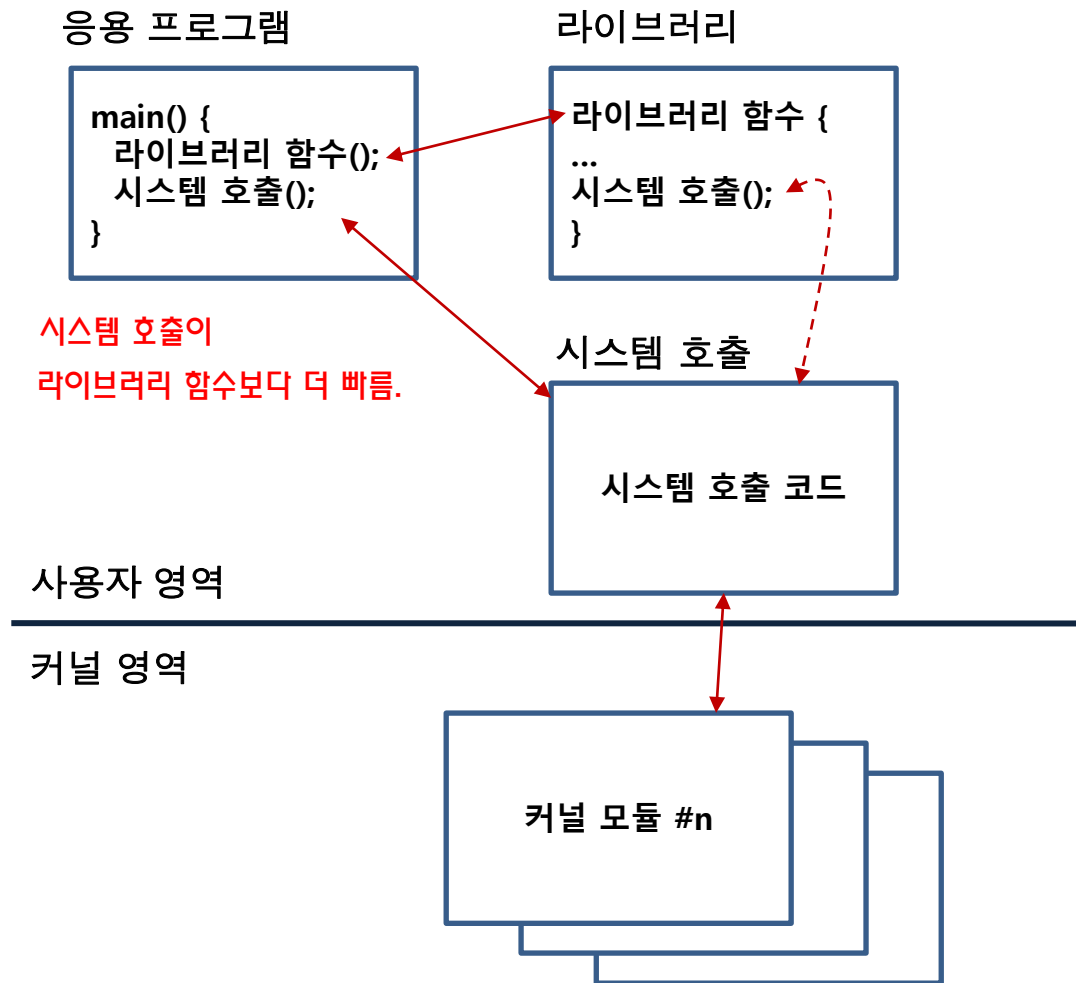 응용 프로그램
라이브러리
main() {
라이브러리 함수();
시스템 호출();
}
라이브러리 함수 {
...
시스템 호출();
}
시스템 호출이
라이브러리 함수보다 더 빠름.
시스템 호출
시스템 호출 코드
사용자 영역
커널 영역
커널 모듈 #n